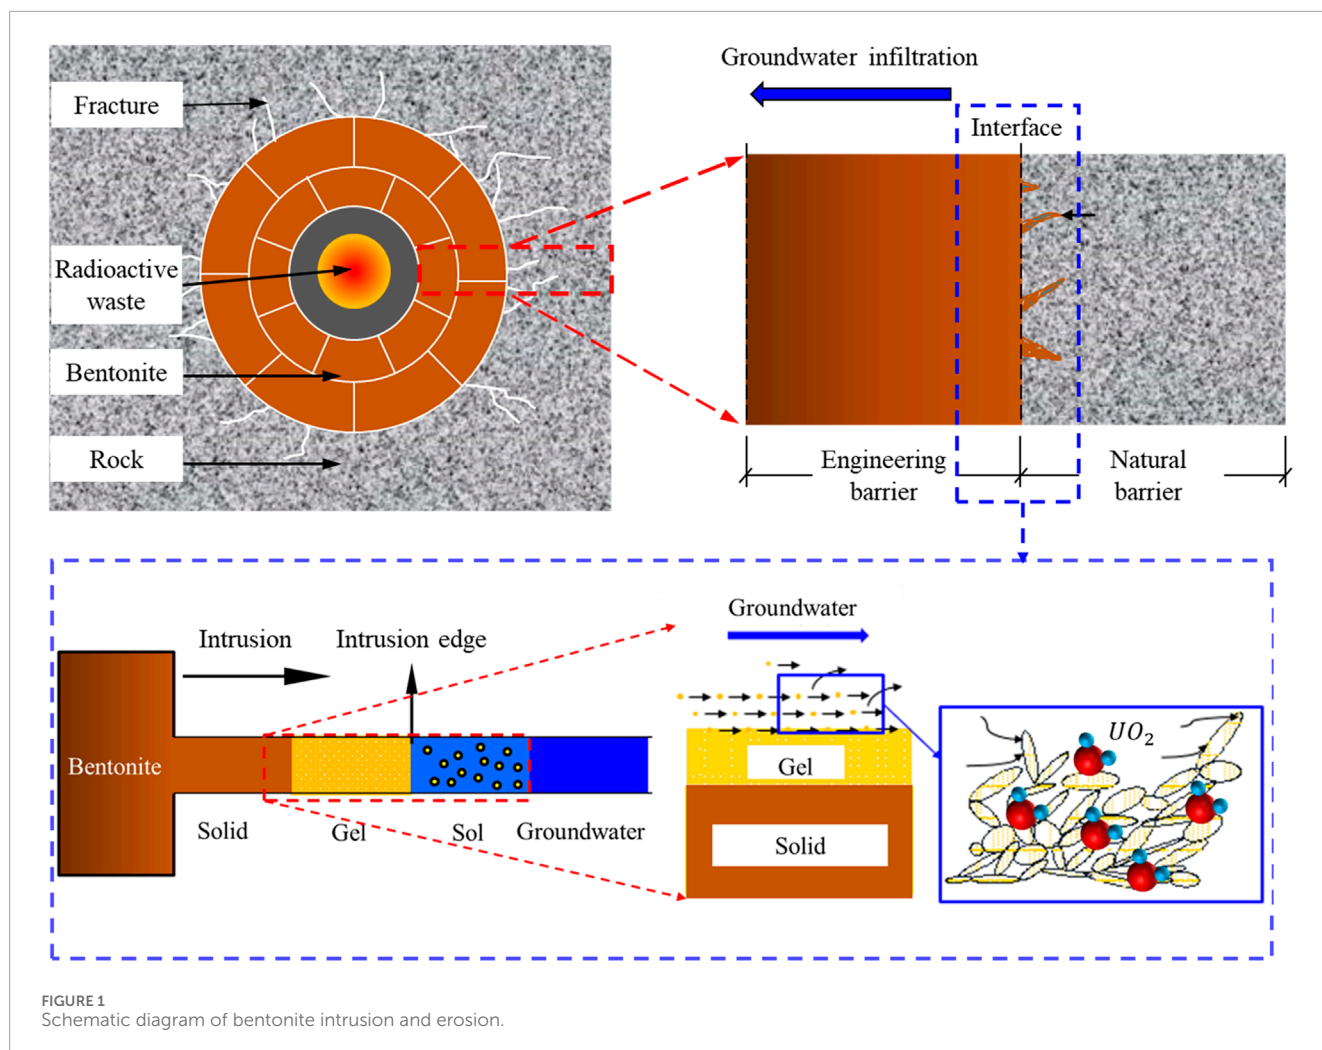 Fracture
Radioactive
waste
Bentonite
Rock
Groundwater infiltration
Interface
Engineering
barrier
Natural
barrier
Intrusion
Intrusion edge
Bentonite
Solid
Gel
Sol
Groundwater
Groundwater
Gel
Solid
UO₂
FIGURE 1
Schematic diagram of bentonite intrusion and erosion.